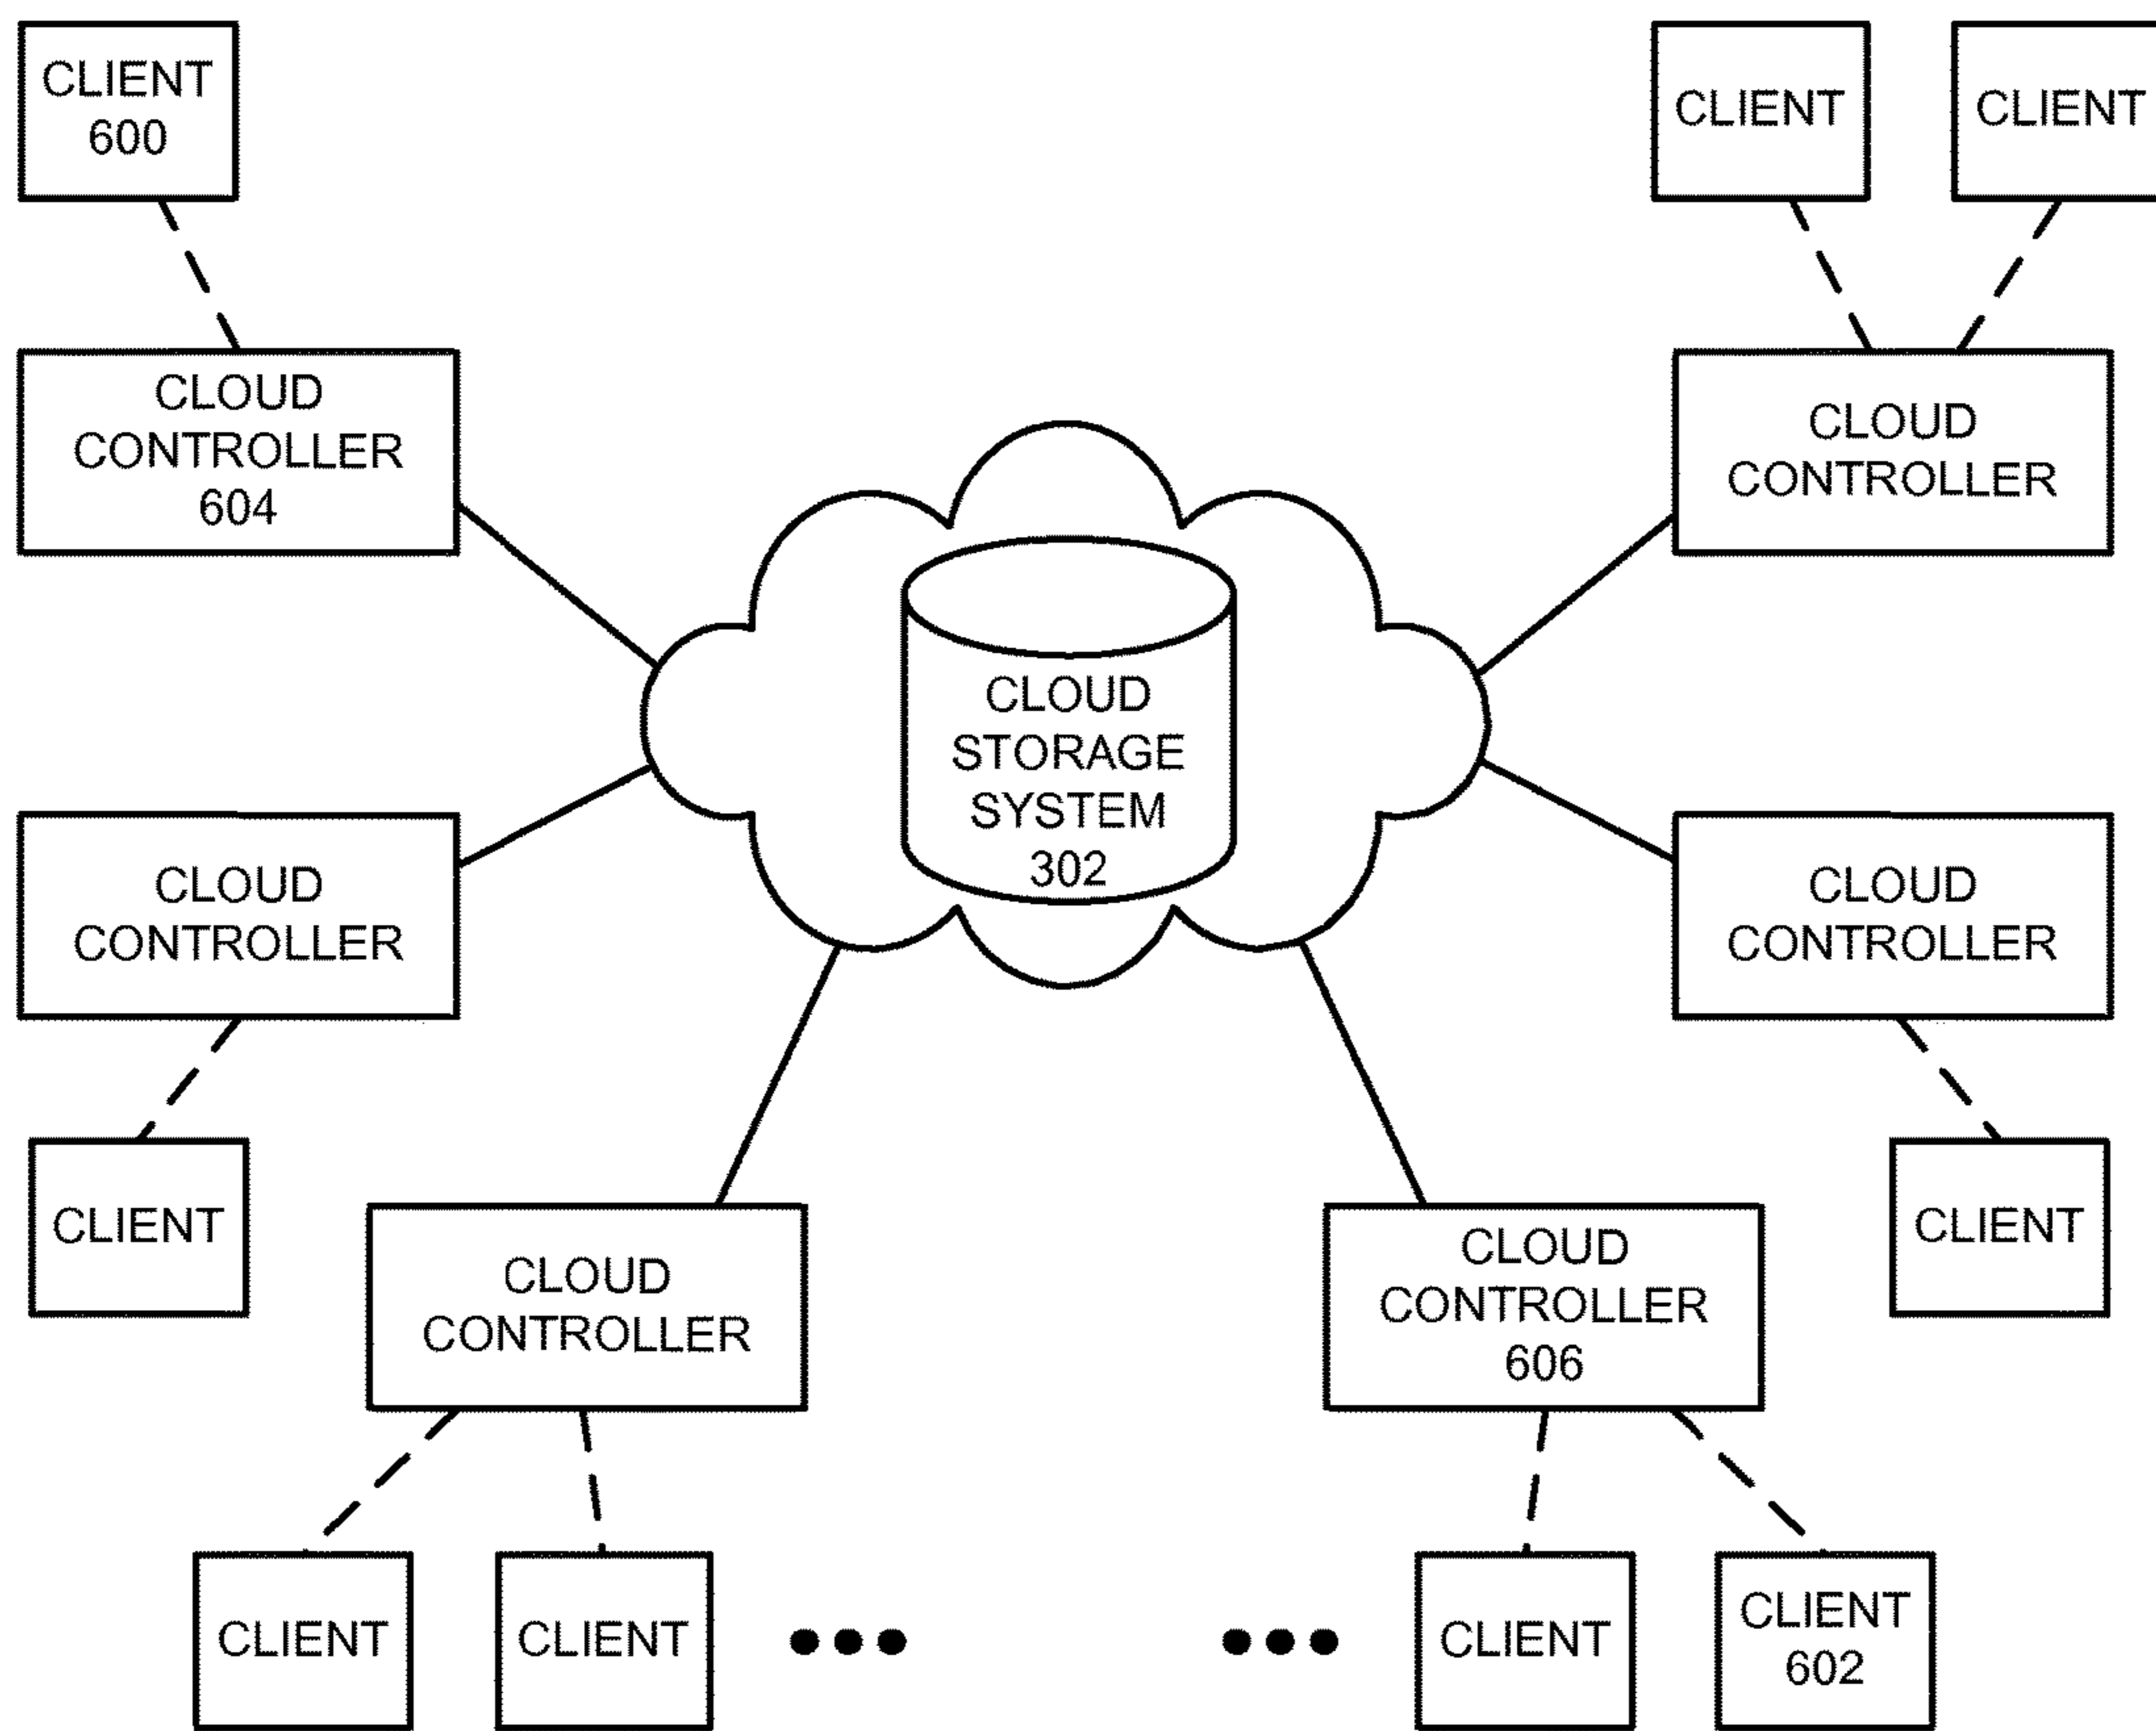 CLIENT
600
CLIENT
CLIENT
CLOUD
CONTROLLER
604
CLOUD
CONTROLLER
CLOUD
STORAGE
SYSTEM
302
CLOUD
CONTROLLER
CLOUD
CONTROLLER
CLIENT
CLOUD
CONTROLLER
CLOUD
CONTROLLER
606
CLIENT
CLIENT
CLIENT
CLIENT
CLIENT
602